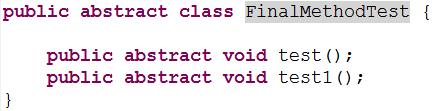 public abstract class FinalMethodTest {
public abstract void test();
public abstract void test1();
}